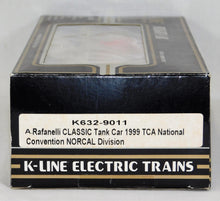 K632-9011
A.Rafanelli CLASSIC Tank Car 1999 TCA National
Convention NORCAL Division
K-LINE ELECTRIC TRAINS